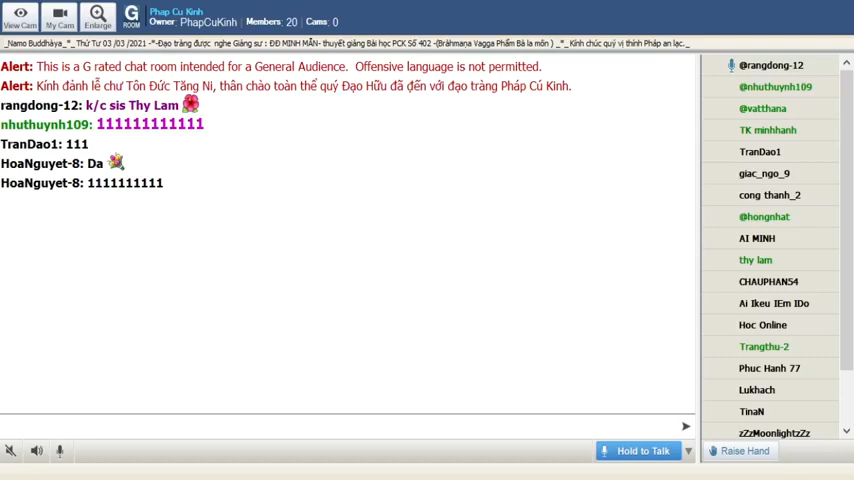 View Cam
My Cam
Enlarge
G
ROOM
Phap Cu Kinh
Owner: PhapCuKinh Members: 20 Cams: 0
_Namo Buddhàya_*_ Thứ Tư 03 /03 /2021 -*-Đạo tràng được nghe Giảng sư : ĐĐ MINH MẪN- thuyết giảng Bài học PCK Số 402 -(Brāhmaṇa Vagga Phẩm Bà la môn ) _*_ Kính chúc quý vị thính Pháp an lạc._
Alert: This is a G rated chat room intended for a General Audience. Offensive language is not permitted.
Alert: Kính đảnh lễ chư Tôn Đức Tăng Ni, thân chào toàn thể quý Đạo Hữu đã đến với đạo tràng Pháp Cú Kinh.
rangdong-12: k/c sis Thy Lam
nhuthuynh109: 111111111111
TranDao1: 111
HoaNguyet-8: Da
HoaNguyet-8: 1111111111
@rangdong-12
@nhuthuynh109
@vatthana
TK minhhanh
TranDao1
giac_ngo_9
cong thanh_2
@hongnhat
AI MINH
thy lam
CHAUPHAN54
Ai Ikeu IEm IDo
Hoc Online
Trangthu-2
Phuc Hanh 77
Lukhach
TinaN
zZzMoonlightzZz
Hold to Talk
Raise Hand